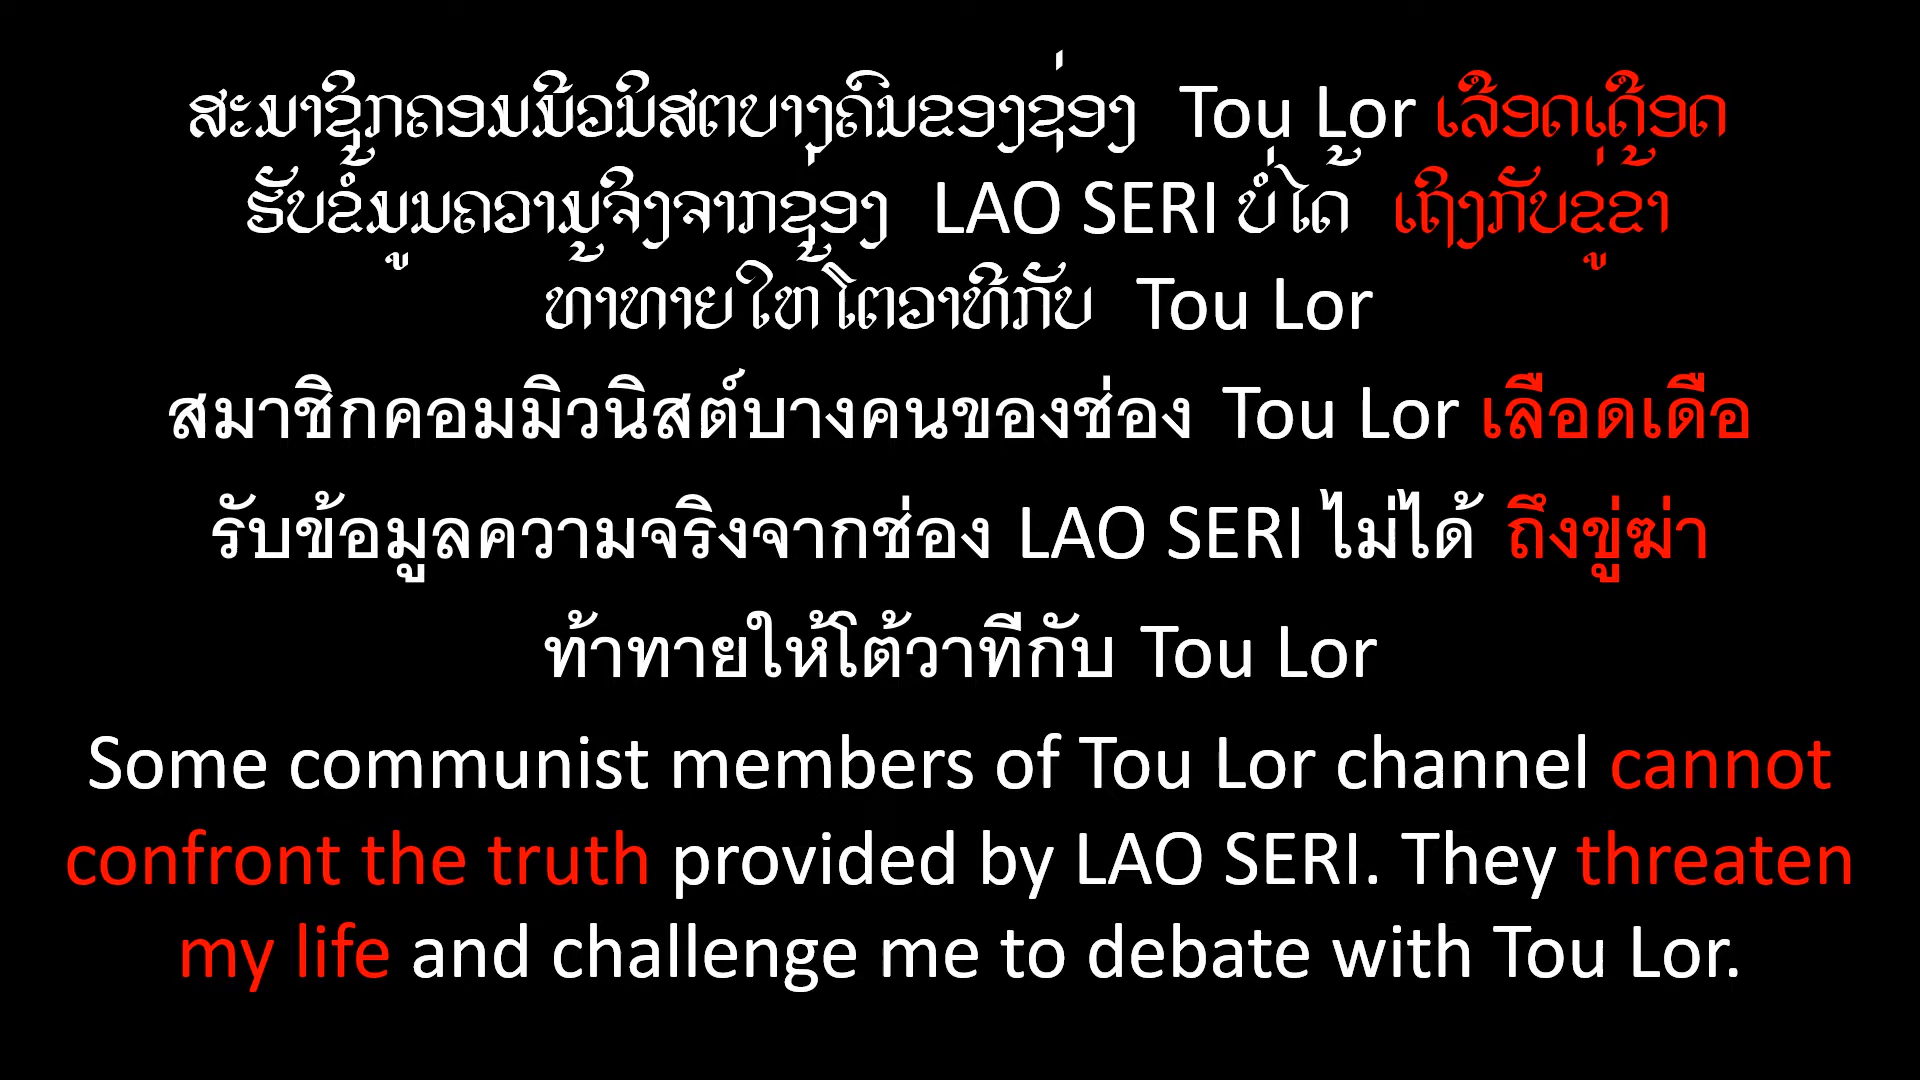 ສະມາຊິກຄອມມີວນິສຕບາງຄົນຂອງຊ່ອງ Tou Lor ເລືອດເດືອດ
ຮັບຂໍ້ມູນຄວາມຈິງຈາກຊ່ອງ LAO SERI ບໍ່ໄດ້ ເຖິງກັບຂູ່ຂ້າ
ທ້າທາຍໃຫ້ໂຕວາທີກັບ Tou Lor
สมาชิกคอมมิวนิสต์บางคนของช่อง Tou Lor เลือดเดือ
รับข้อมูลความจริงจากช่อง LAO SERI ไม่ได้ ถึงขู่ฆ่า
ท้าทายให้โต้วาทีกับ Tou Lor
Some communist members of Tou Lor channel cannot
confront the truth provided by LAO SERI. They threaten
my life and challenge me to debate with Tou Lor.